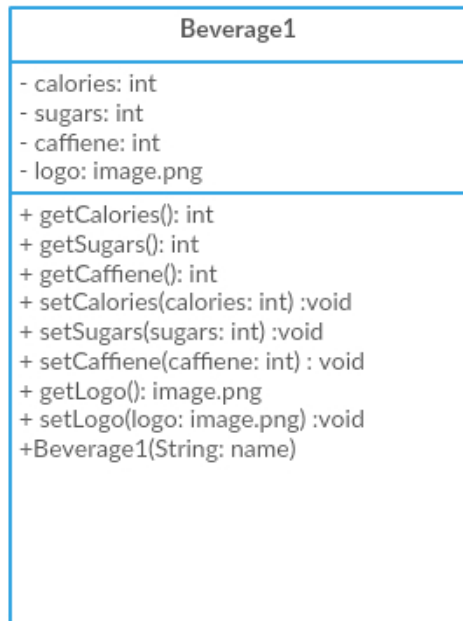 Beverage1
- calories: int
- sugars: int
- caffiene: int
- logo: image.png
+ getCalories(): int
+ getSugars(): int
+ getCaffiene(): int
+ setCalories(calories: int) :void
+ setSugars(sugars: int) :void
+ setCaffiene(caffiene: int) : void
+ getLogo(): image.png
+ setLogo(logo: image.png) :void
+Beverage1(String: name)